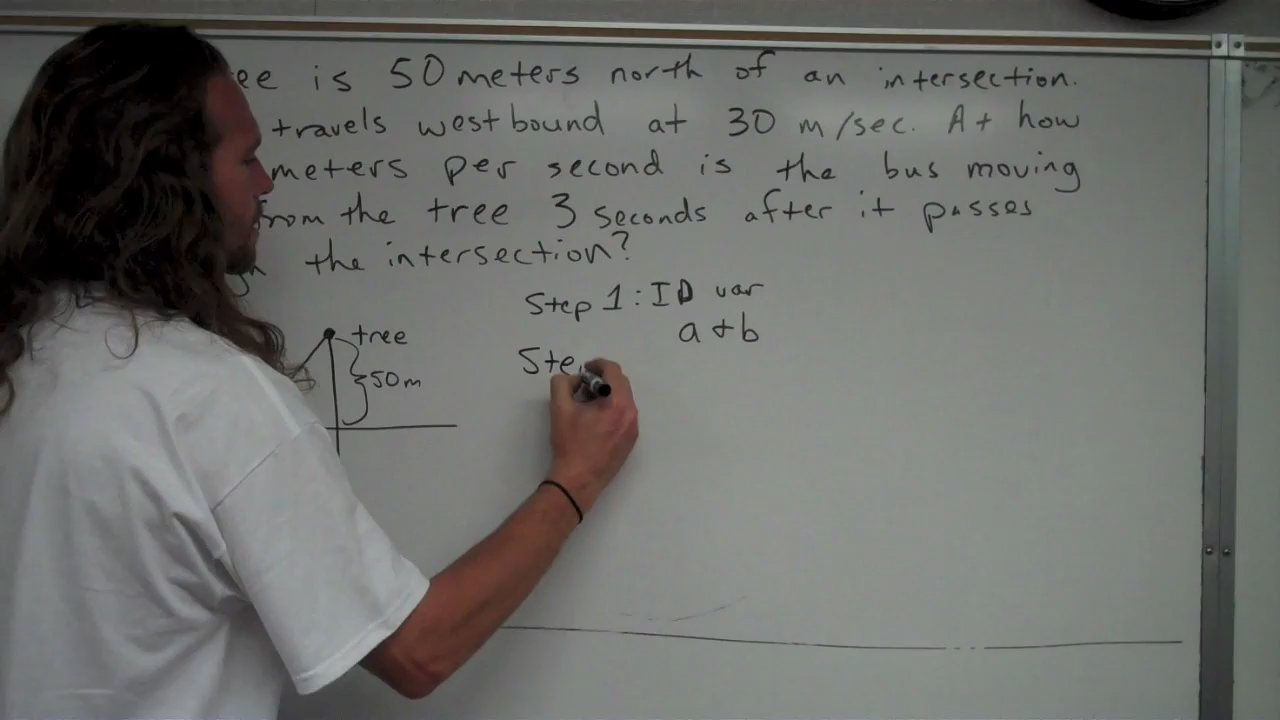 ee is 50 meters north of an intersection.
travels westbound at 30 m/sec. At how
meters per second is the bus moving
from the tree 3 seconds after it passes
the intersection?
Step 1: ID var
a + b
Ste
tree
50m